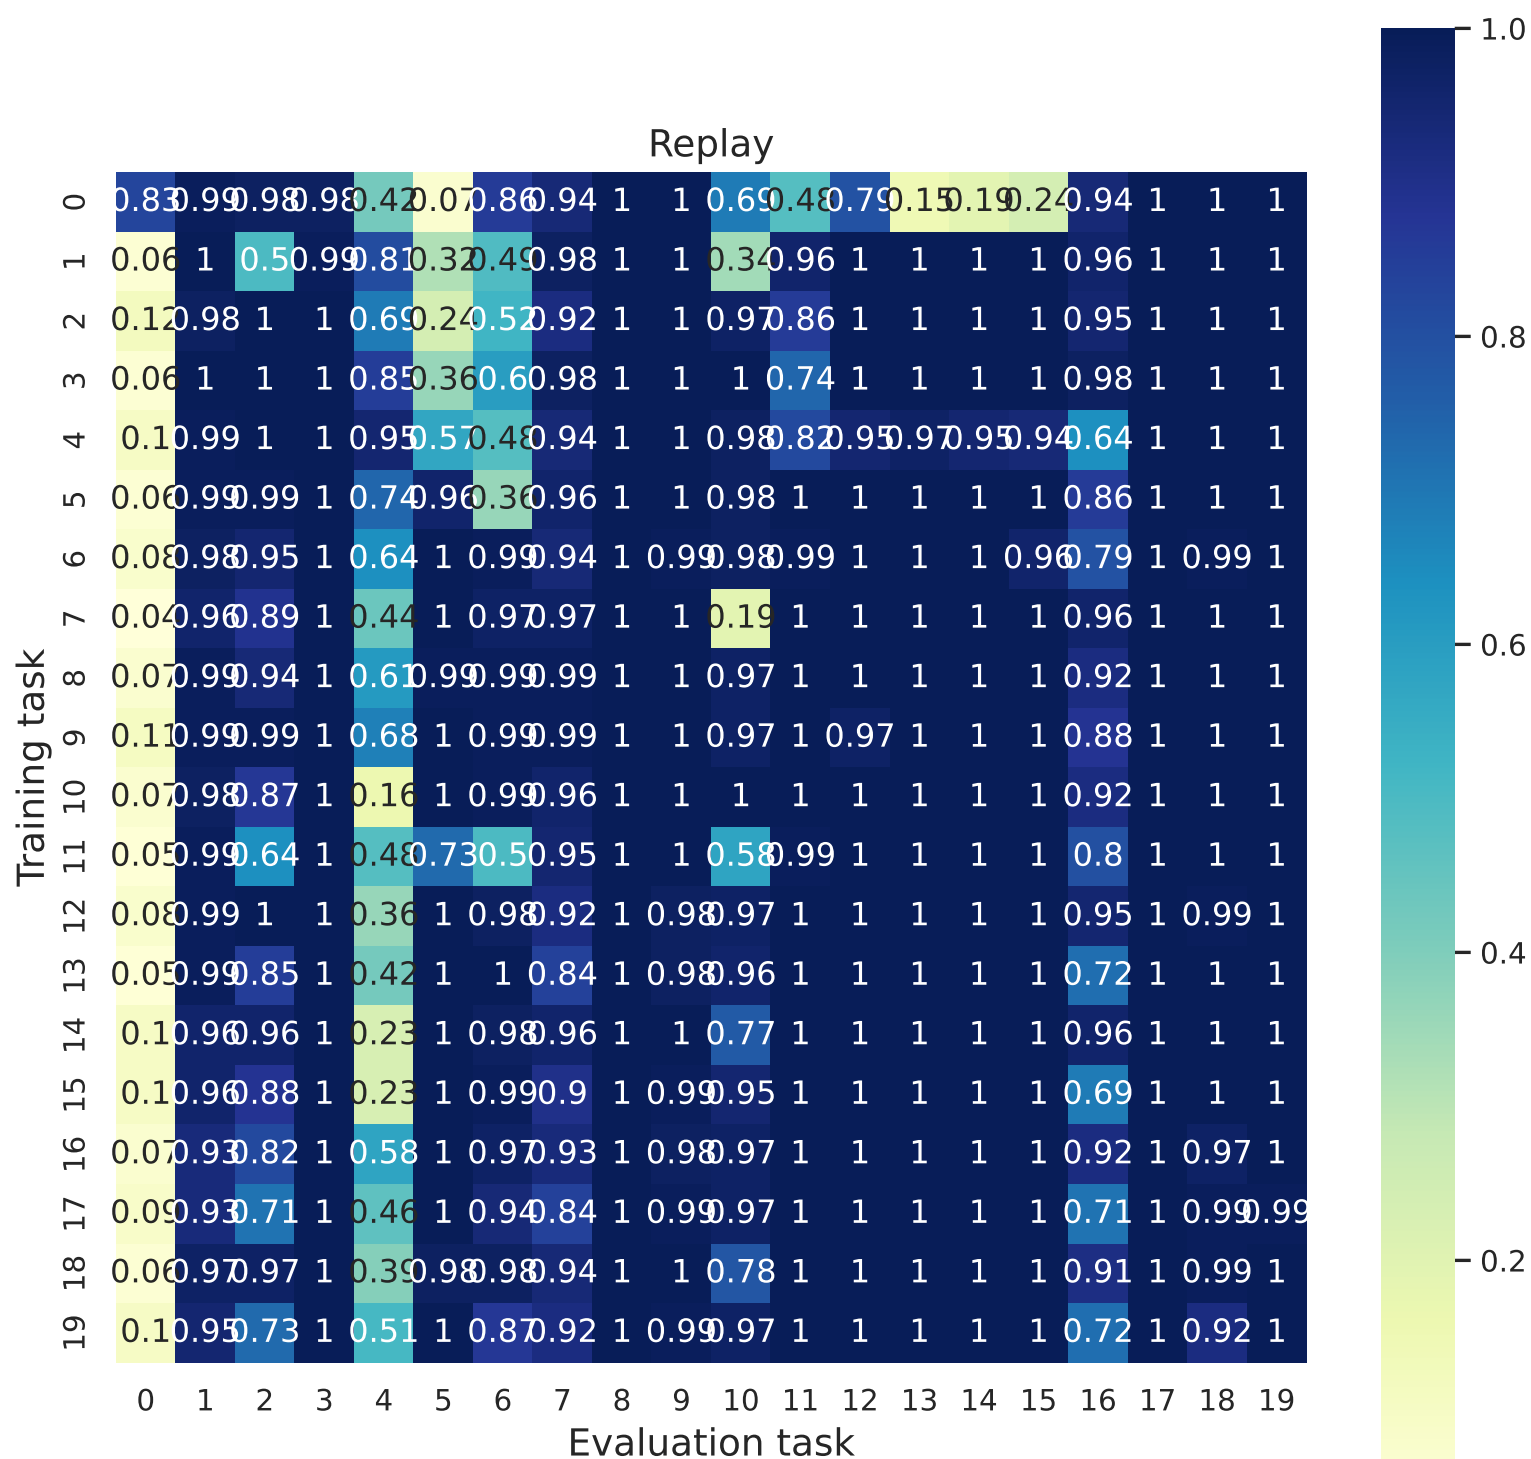 Replay
0 0.83 0.99 0.98 0.98 0.42 0.07 0.86 0.94 1 1 0.69 0.48 0.79 0.15 0.19 0.24 0.94 1 1 1
1 0.06 1 0.5 0.99 0.81 0.32 0.49 0.98 1 1 0.34 0.96 1 1 1 1 0.96 1 1 1
2 0.12 0.98 1 1 0.69 0.24 0.52 0.92 1 1 0.97 0.86 1 1 1 1 0.95 1 1 1
3 0.06 1 1 1 0.85 0.36 0.6 0.98 1 1 1 0.74 1 1 1 1 0.98 1 1 1
4 0.1 0.99 1 1 0.95 0.57 0.48 0.94 1 1 0.98 0.82 0.95 0.97 0.95 0.94 0.64 1 1 1
5 0.06 0.99 0.99 1 0.74 0.96 0.36 0.96 1 1 0.98 1 1 1 1 1 0.86 1 1 1
6 0.08 0.98 0.95 1 0.64 1 0.99 0.94 1 0.99 0.98 0.99 1 1 1 0.96 0.79 1 0.99 1
7 0.04 0.96 0.89 1 0.44 1 0.97 0.97 1 1 0.19 1 1 1 1 1 0.96 1 1 1
8 0.07 0.99 0.94 1 0.61 0.99 0.99 0.99 1 1 0.97 1 1 1 1 1 0.92 1 1 1
9 0.11 0.99 0.99 1 0.68 1 0.99 0.99 1 1 0.97 1 0.97 1 1 1 0.88 1 1 1
10 0.07 0.98 0.87 1 0.16 1 0.99 0.96 1 1 1 1 1 1 1 1 0.92 1 1 1
11 0.05 0.99 0.64 1 0.48 0.73 0.5 0.95 1 1 0.58 0.99 1 1 1 1 0.8 1 1 1
12 0.08 0.99 1 1 0.36 1 0.98 0.92 1 0.98 0.97 1 1 1 1 1 0.95 1 0.99 1
13 0.05 0.99 0.85 1 0.42 1 1 0.84 1 0.98 0.96 1 1 1 1 1 0.72 1 1 1
14 0.1 0.96 0.96 1 0.23 1 0.98 0.96 1 1 0.77 1 1 1 1 1 0.96 1 1 1
15 0.1 0.96 0.88 1 0.23 1 0.99 0.9 1 0.99 0.95 1 1 1 1 1 0.69 1 1 1
16 0.07 0.93 0.82 1 0.58 1 0.97 0.93 1 0.98 0.97 1 1 1 1 1 0.92 1 0.97 1
17 0.09 0.93 0.71 1 0.46 1 0.94 0.84 1 0.99 0.97 1 1 1 1 1 0.71 1 0.99 0.99
18 0.06 0.97 0.97 1 0.39 0.98 0.98 0.94 1 1 0.78 1 1 1 1 1 0.91 1 0.99 1
19 0.1 0.95 0.73 1 0.51 1 0.87 0.92 1 0.99 0.97 1 1 1 1 1 0.72 1 0.92 1
0 1 2 3 4 5 6 7 8 9 10 11 12 13 14 15 16 17 18 19
Evaluation task
Training task
1.0
0.8
0.6
0.4
0.2